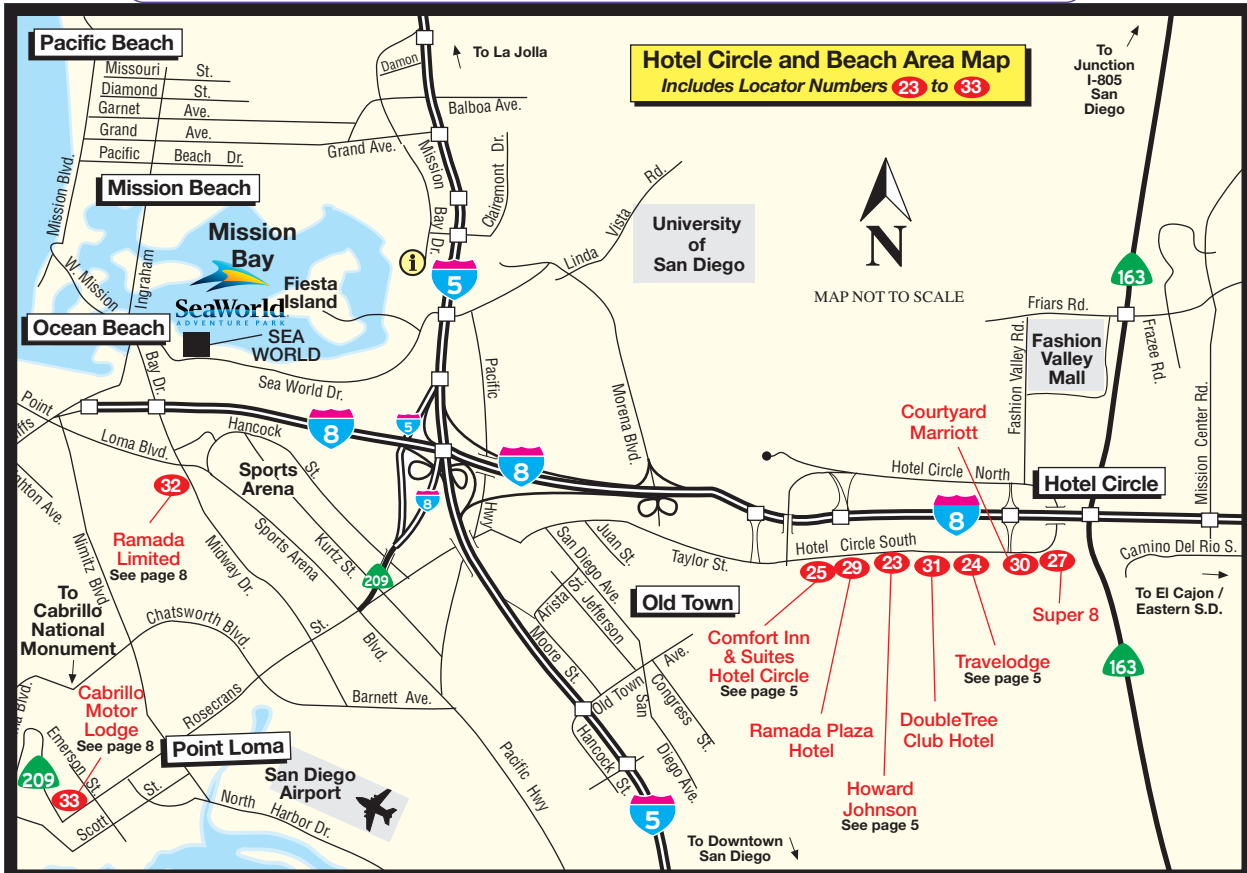 Hotel Circle and Beach Area Map
Includes Locator Numbers 23 to 33
Pacific Beach
Missouri St.
Diamond St.
Garnet Ave.
Grand Ave.
Pacific Beach Dr.
Mission Blvd.
Mission Beach
Damon
To La Jolla
Balboa Ave.
Grand Ave.
Mission
Bay Dr.
Clairemont Dr.
To
Junction
I-805
San
Diego
Linda Vista Rd.
University
of
San Diego
N
MAP NOT TO SCALE
163
Friars Rd.
Frazee Rd.
Fashion
Valley
Mall
Fashion Valley Rd.
Mission Center Rd.
Mission
Bay
W. Mission
Bay Dr.
Ingraham
SeaWorld
ADVENTURE PARK
Fiesta
Island
i
5
Ocean Beach
SEA
WORLD
Sea World Dr.
Pacific
Hwy
Morena Blvd.
Point
Loma Blvd.
Hancock St.
8
5
8
8
8
Sports
Arena
32
Ramada
Limited
See page 8
Nimitz Blvd
Midway Dr.
Sports Arena
Blvd.
Kurtz St.
209
Courtyard
Marriott
Hotel Circle North
Hotel Circle
Hotel Circle South
Camino Del Rio S.
To El Cajon /
Eastern S.D.
Taylor St.
Juan St.
San Diego Ave.
Arista St.
Jefferson
Old Town
25
29
23
31
24
30
27
Super 8
Comfort Inn
& Suites
Hotel Circle
See page 5
Ramada Plaza
Hotel
Howard
Johnson
See page 5
DoubleTree
Club Hotel
Travelodge
See page 5
163
To
Cabrillo
National
Monument
Chatsworth Blvd.
Rosecrans St.
Barnett Ave.
Moore St.
Old Town Ave.
Congress St.
San
Diego Ave.
Hancock St.
Cabrillo
Motor
Lodge
See page 8
Emerson St.
209
33
Scott St.
Point Loma
San Diego
Airport
North Harbor Dr.
Pacific Hwy
5
To Downtown
San Diego